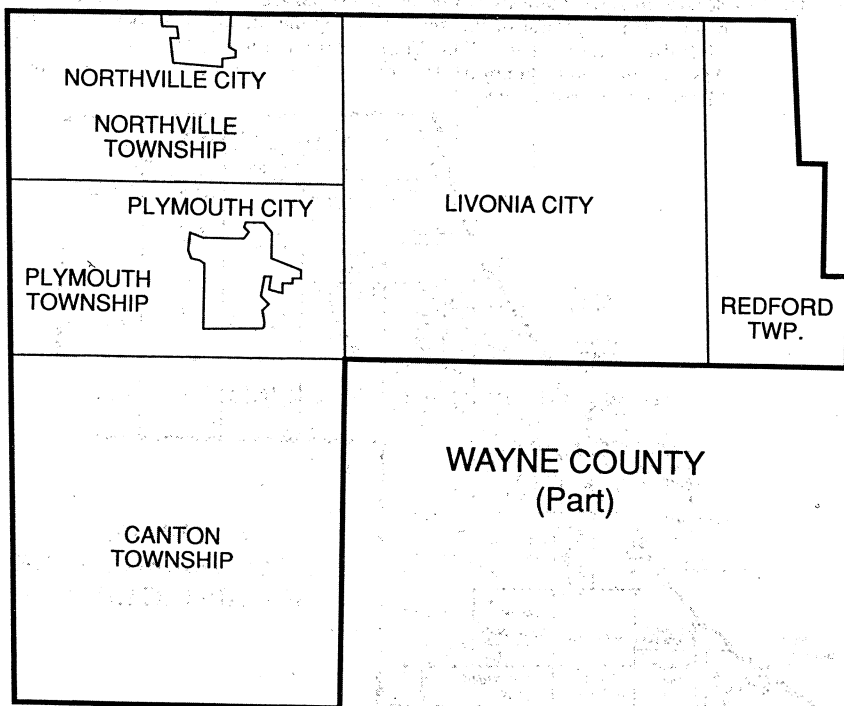 NORTHVILLE CITY
NORTHVILLE
TOWNSHIP
PLYMOUTH CITY
PLYMOUTH
TOWNSHIP
LIVONIA CITY
REDFORD
TWP.
WAYNE COUNTY
(Part)
CANTON
TOWNSHIP